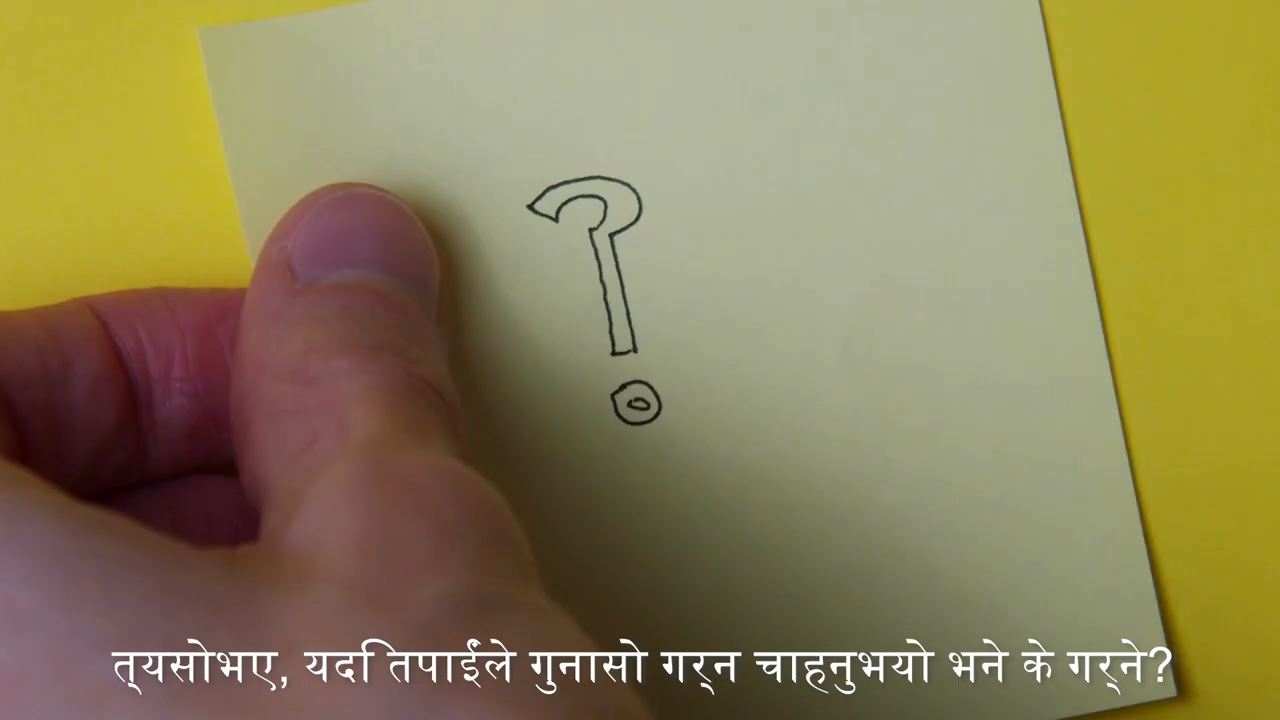 ?
त्यसोभए, यदि तपाईंले गुनासो गर्न चाहनुभयो भने के गर्ने?